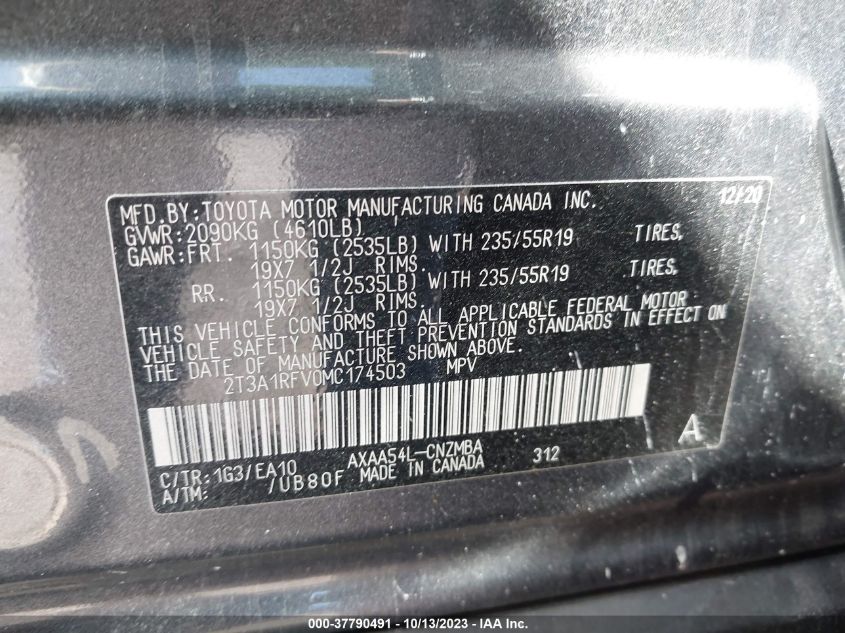 MFD.BY:TOYOTA MOTOR MANUFACTURING CANADA INC. 12/20
GVWR:2090KG (4610LB)
GAWR:FRT. 1150KG (2535LB) WITH 235/55R19 TIRES,
19X7 1/2J RIMS.
RR. 1150KG (2535LB) WITH 235/55R19 TIRES,
19X7 1/2J RIMS.
THIS VEHICLE CONFORMS TO ALL APPLICABLE FEDERAL MOTOR
VEHICLE SAFETY AND THEFT PREVENTION STANDARDS IN EFFECT ON
THE DATE OF MANUFACTURE SHOWN ABOVE.
2T3A1RFV0MC174503 MPV
A
C/TR:1G3/EA10 AXAA54L-CNZMBA 312
A/TM: /UB80F MADE IN CANADA
000-37790491 - 10/13/2023 - IAA Inc.